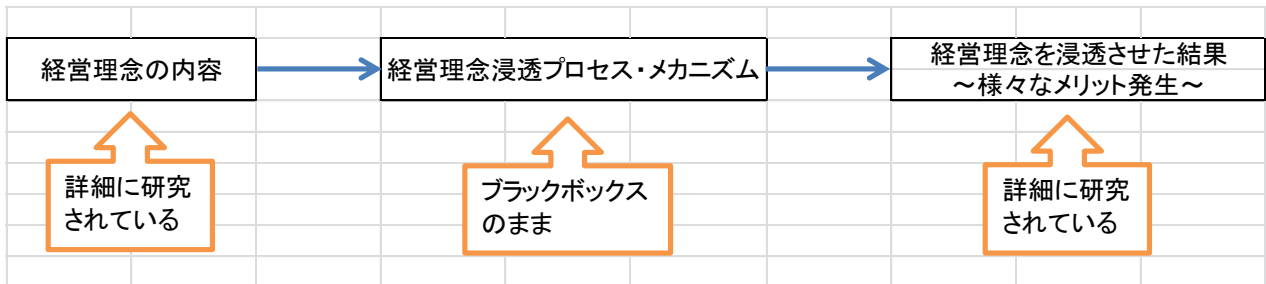 経営理念の内容
経営理念浸透プロセス・メカニズム
経営理念を浸透させた結果
～様々なメリット発生～
詳細に研究
されている
ブラックボックス
のまま
詳細に研究
されている